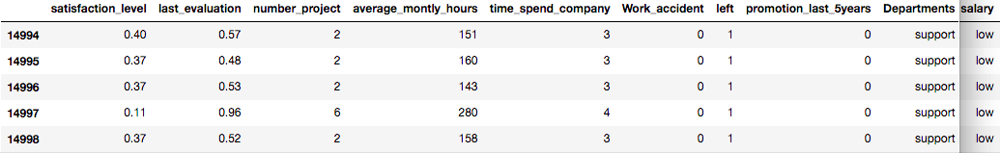 satisfaction_level last_evaluation number_project average_montly_hours time_spend_company Work_accident left promotion_last_5years Departments salary
14994 0.40 0.57 2 151 3 0 1 0 support low
14995 0.37 0.48 2 160 3 0 1 0 support low
14996 0.37 0.53 2 143 3 0 1 0 support low
14997 0.11 0.96 6 280 4 0 1 0 support low
14998 0.37 0.52 2 158 3 0 1 0 support low